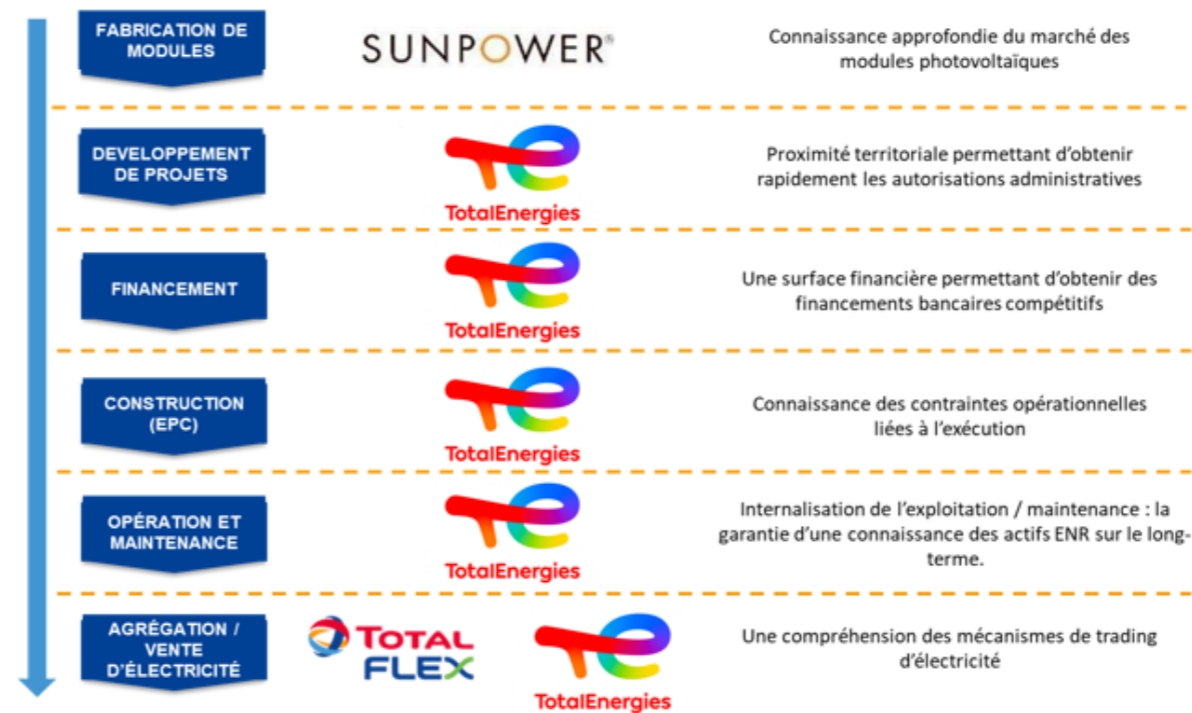 FABRICATION DE
MODULES
SUNPOWER®
Connaissance approfondie du marché des
modules photovoltaïques
DEVELOPPEMENT
DE PROJETS
TotalEnergies
Proximité territoriale permettant d’obtenir
rapidement les autorisations administratives
FINANCEMENT
TotalEnergies
Une surface financière permettant d’obtenir des
financements bancaires compétitifs
CONSTRUCTION
(EPC)
TotalEnergies
Connaissance des contraintes opérationnelles
liées à l’exécution
OPÉRATION ET
MAINTENANCE
TotalEnergies
Internalisation de l’exploitation / maintenance : la
garantie d’une connaissance des actifs ENR sur le long-
terme.
AGRÉGATION /
VENTE
D’ÉLECTRICITÉ
TOTAL
FLEX
TotalEnergies
Une compréhension des mécanismes de trading
d’électricité